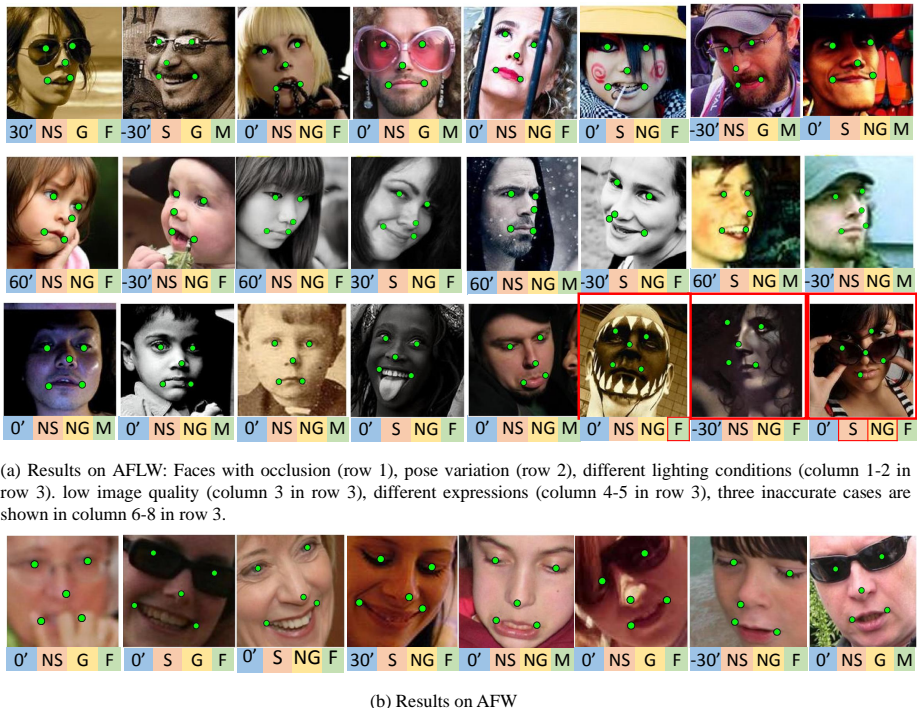 30’ NS G F -30’ S G M 0’ NS NG F 0’ NS G M 0’ NS NG F 0’ S NG F -30’ NS G M 0’ S NG M
60’ NS NG F -30’ NS NG F 60’ NS NG F 30’ S NG F 60’ NS NG M -30’ S NG F 60’ S NG M -30’ NS NG M
0’ NS NG M 0’ NS NG M 0’ NS NG M 0’ S NG F 0’ NS NG M 0’ NS NG F -30’ NS NG F 0’ S NG F
(a) Results on AFLW: Faces with occlusion (row 1), pose variation (row 2), different lighting conditions (column 1-2 in
row 3). low image quality (column 3 in row 3), different expressions (column 4-5 in row 3), three inaccurate cases are
shown in column 6-8 in row 3.
0’ NS G F 0’ S G F 0’ S NG F 30’ S NG F 0’ NS NG M 0’ NS G F -30’ NS NG F 0’ NS G M
(b) Results on AFW